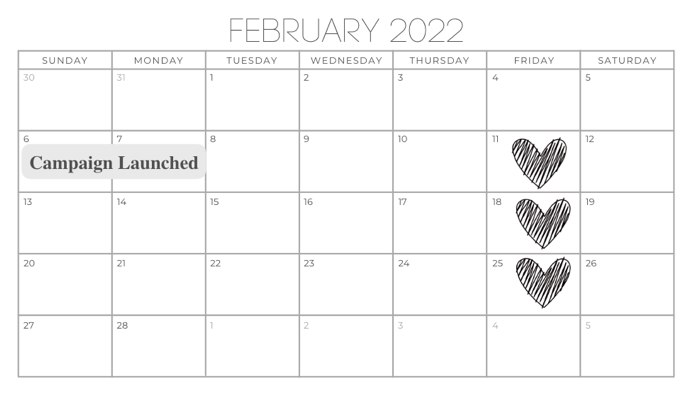 FEBRUARY 2022
SUNDAY MONDAY TUESDAY WEDNESDAY THURSDAY FRIDAY SATURDAY
30 31 1 2 3 4 5
6 7 8 9 10 11 12
Campaign Launched
13 14 15 16 17 18 19
20 21 22 23 24 25 26
27 28 1 2 3 4 5